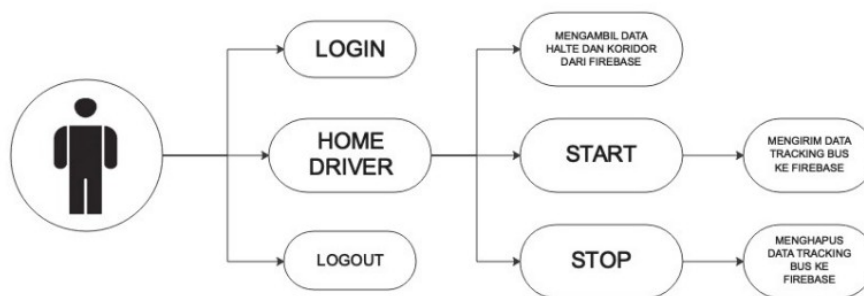 LOGIN
MENGAMBIL DATA
HALTE DAN KORIDOR
DARI FIREBASE
HOME
DRIVER
START
MENGIRIM DATA
TRACKING BUS
KE FIREBASE
LOGOUT
STOP
MENGHAPUS
DATA TRACKING
BUS KE
FIREBASE